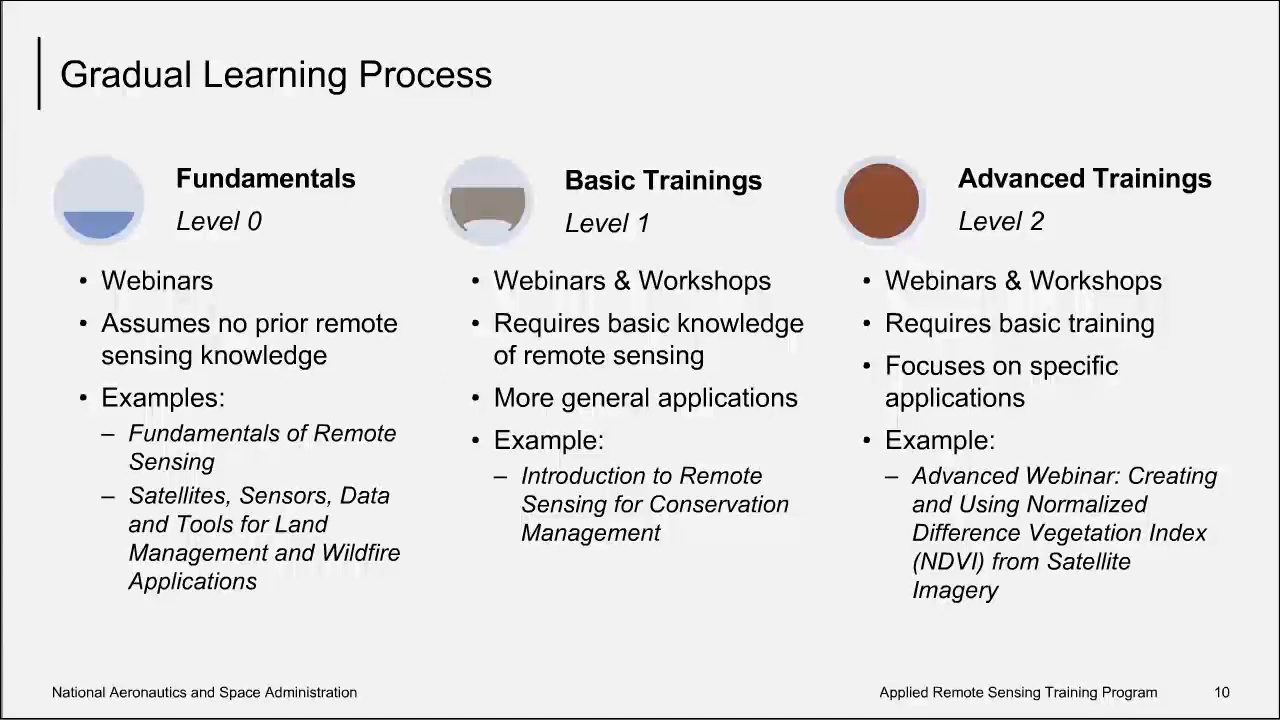 Gradual Learning Process
Fundamentals
Level 0
• Webinars
• Assumes no prior remote
sensing knowledge
• Examples:
– Fundamentals of Remote
Sensing
– Satellites, Sensors, Data
and Tools for Land
Management and Wildfire
Applications
Basic Trainings
Level 1
• Webinars & Workshops
• Requires basic knowledge
of remote sensing
• More general applications
• Example:
– Introduction to Remote
Sensing for Conservation
Management
Advanced Trainings
Level 2
• Webinars & Workshops
• Requires basic training
• Focuses on specific
applications
• Example:
– Advanced Webinar: Creating
and Using Normalized
Difference Vegetation Index
(NDVI) from Satellite
Imagery
National Aeronautics and Space Administration
Applied Remote Sensing Training Program
10